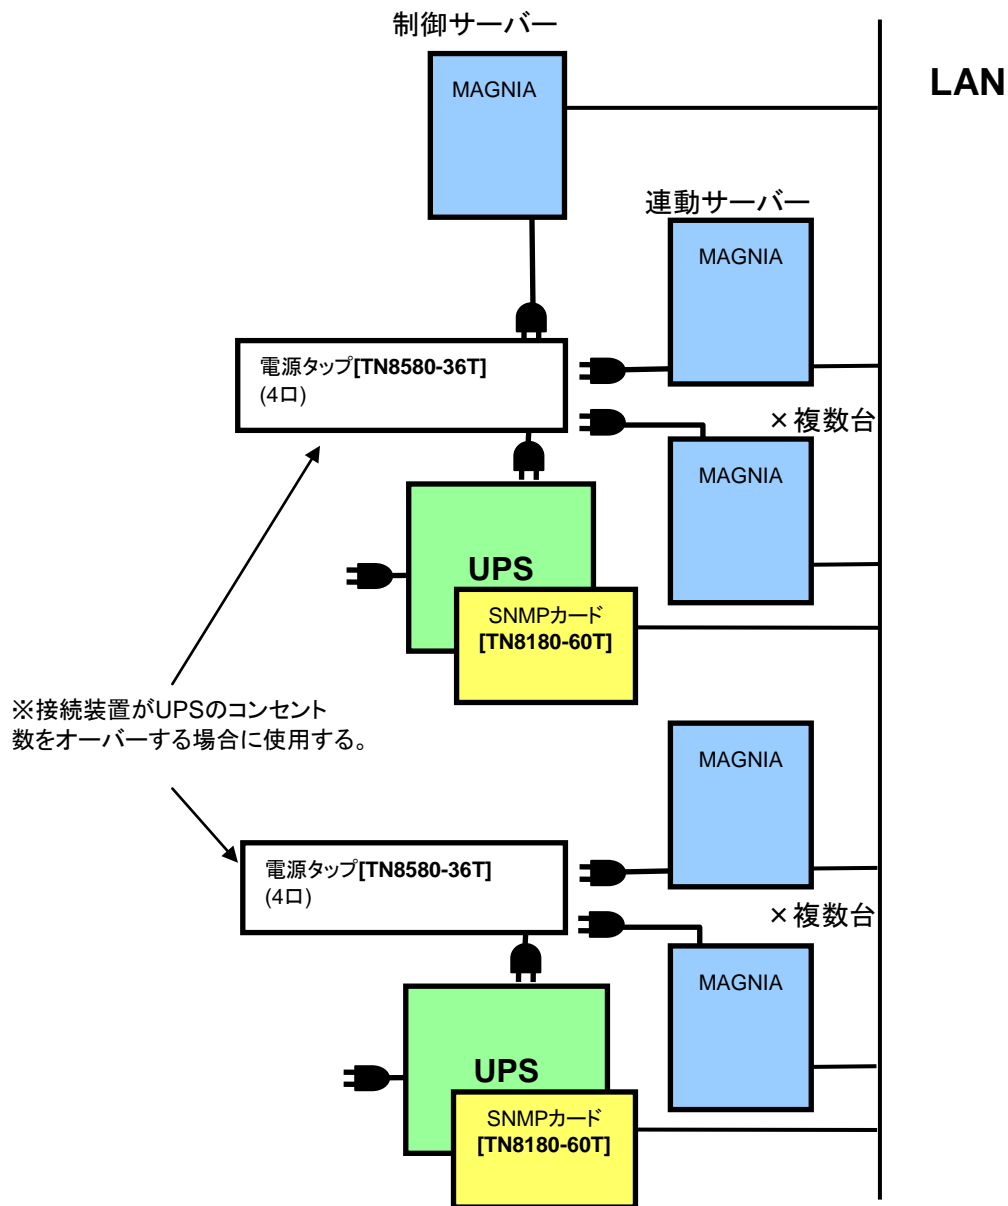 制御サーバー
MAGNIA
LAN
連動サーバー
MAGNIA
電源タップ[TN8580-36T]
(4口)
×複数台
MAGNIA
UPS
SNMPカード
[TN8180-60T]
※接続装置がUPSのコンセント
数をオーバーする場合に使用する。
MAGNIA
電源タップ[TN8580-36T]
(4口)
×複数台
MAGNIA
UPS
SNMPカード
[TN8180-60T]